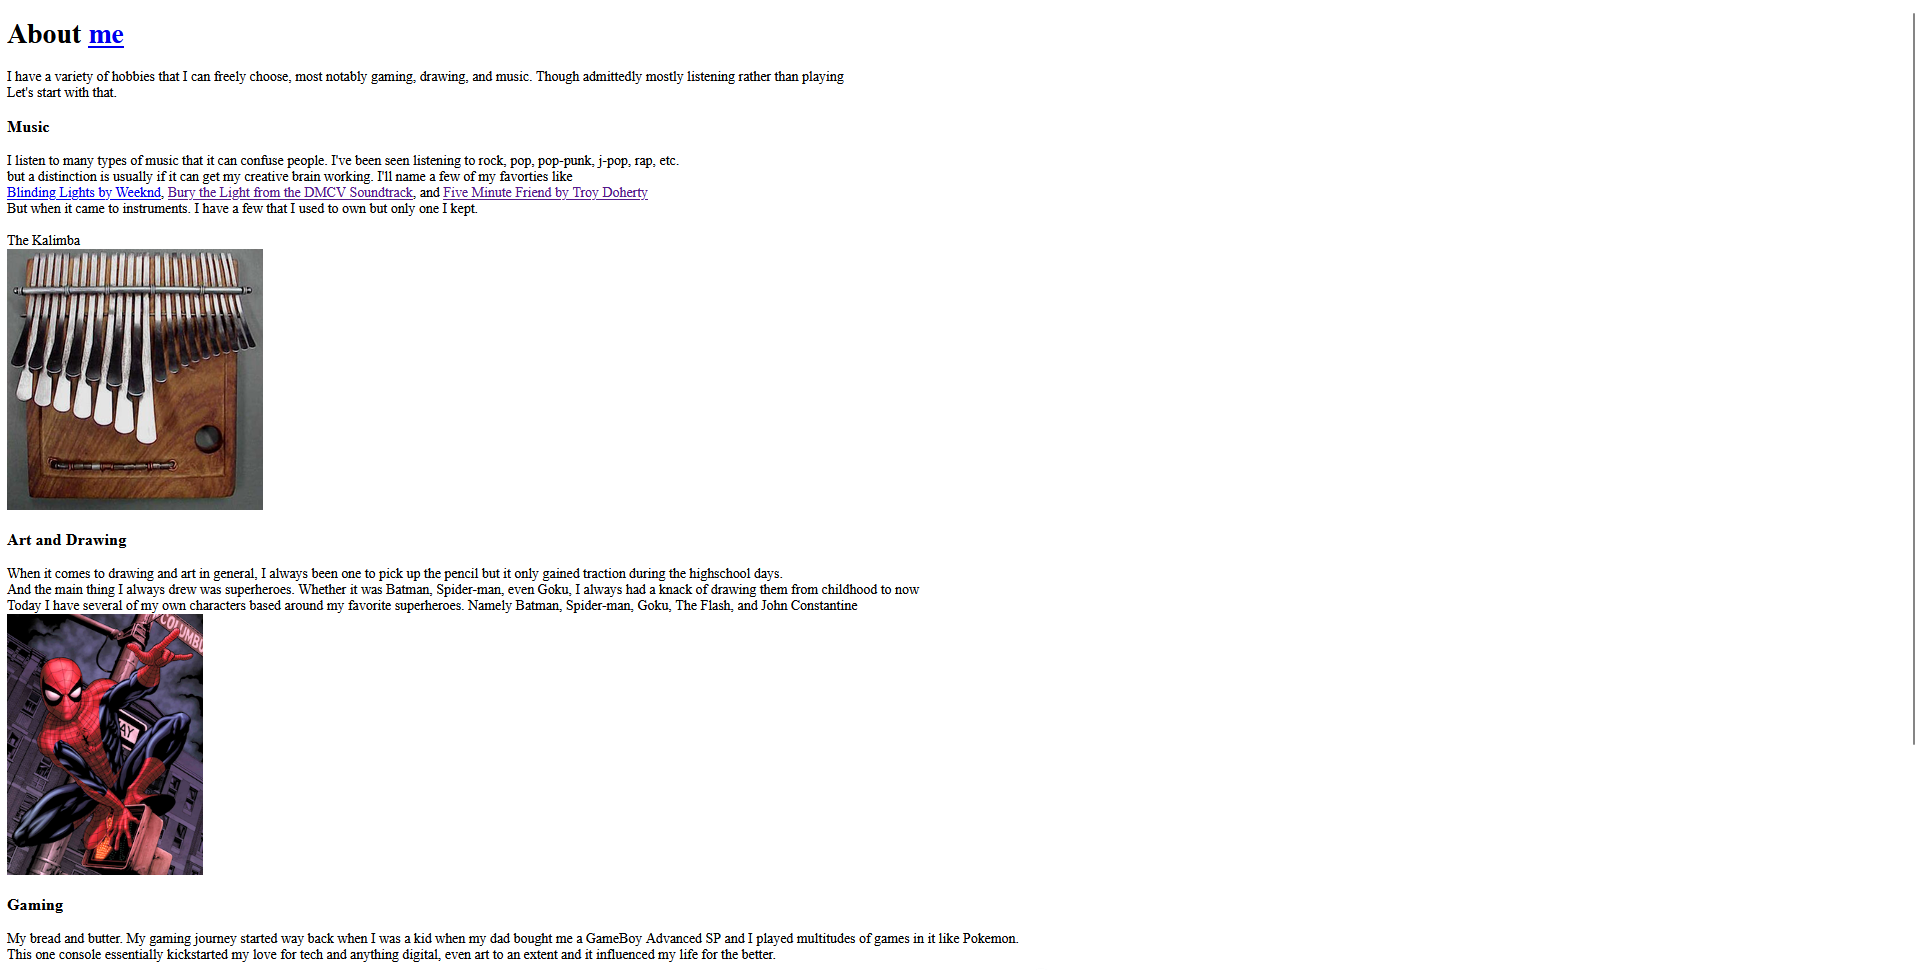 About me
I have a variety of hobbies that I can freely choose, most notably gaming, drawing, and music. Though admittedly mostly listening rather than playing
Let's start with that.
Music
I listen to many types of music that it can confuse people. I've been seen listening to rock, pop, pop-punk, j-pop, rap, etc.
but a distinction is usually if it can get my creative brain working. I'll name a few of my favorties like
Blinding Lights by Weeknd, Bury the Light from the DMCV Soundtrack, and Five Minute Friend by Troy Doherty
But when it came to instruments. I have a few that I used to own but only one I kept.
The Kalimba
Art and Drawing
When it comes to drawing and art in general, I always been one to pick up the pencil but it only gained traction during the highschool days.
And the main thing I always drew was superheroes. Whether it was Batman, Spider-man, even Goku, I always had a knack of drawing them from childhood to now
Today I have several of my own characters based around my favorite superheroes. Namely Batman, Spider-man, Goku, The Flash, and John Constantine
COLUMB
AY
Gaming
My bread and butter. My gaming journey started way back when I was a kid when my dad bought me a GameBoy Advanced SP and I played multitudes of games in it like Pokemon.
This one console essentially kickstarted my love for tech and anything digital, even art to an extent and it influenced my life for the better.